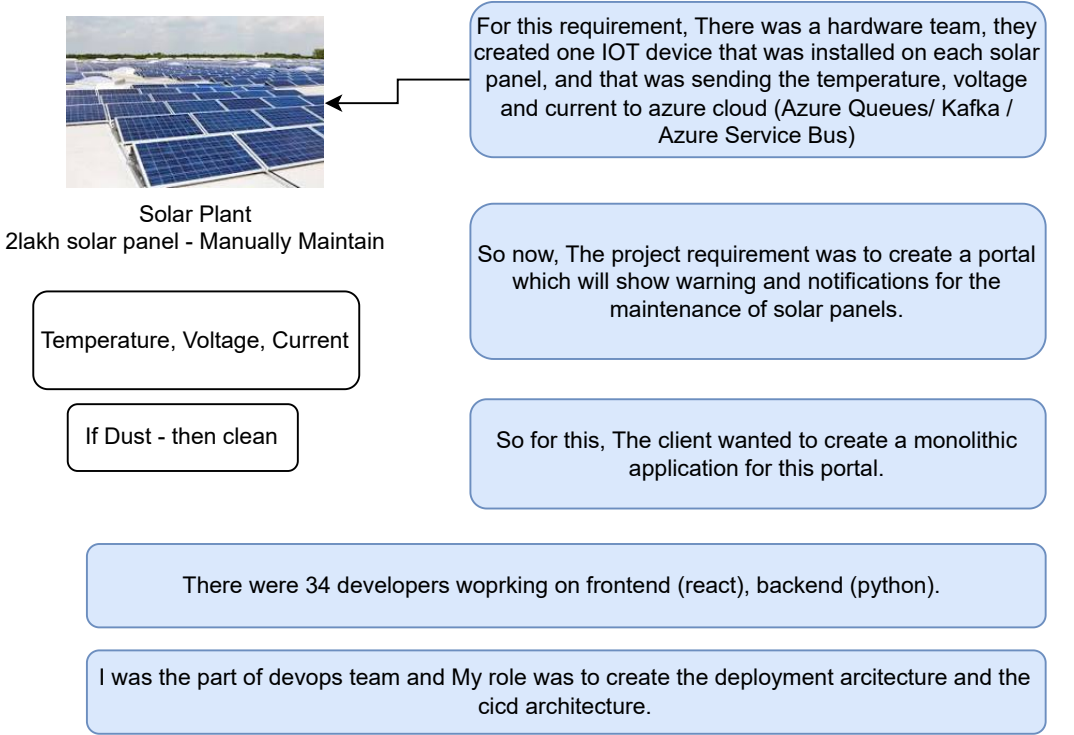 For this requirement, There was a hardware team, they
created one IOT device that was installed on each solar
panel, and that was sending the temperature, voltage
and current to azure cloud (Azure Queues/ Kafka /
Azure Service Bus)
Solar Plant
2lakh solar panel - Manually Maintain
So now, The project requirement was to create a portal
which will show warning and notifications for the
maintenance of solar panels.
Temperature, Voltage, Current
If Dust - then clean
So for this, The client wanted to create a monolithic
application for this portal.
There were 34 developers woprking on frontend (react), backend (python).
I was the part of devops team and My role was to create the deployment arcitecture and the
cicd architecture.